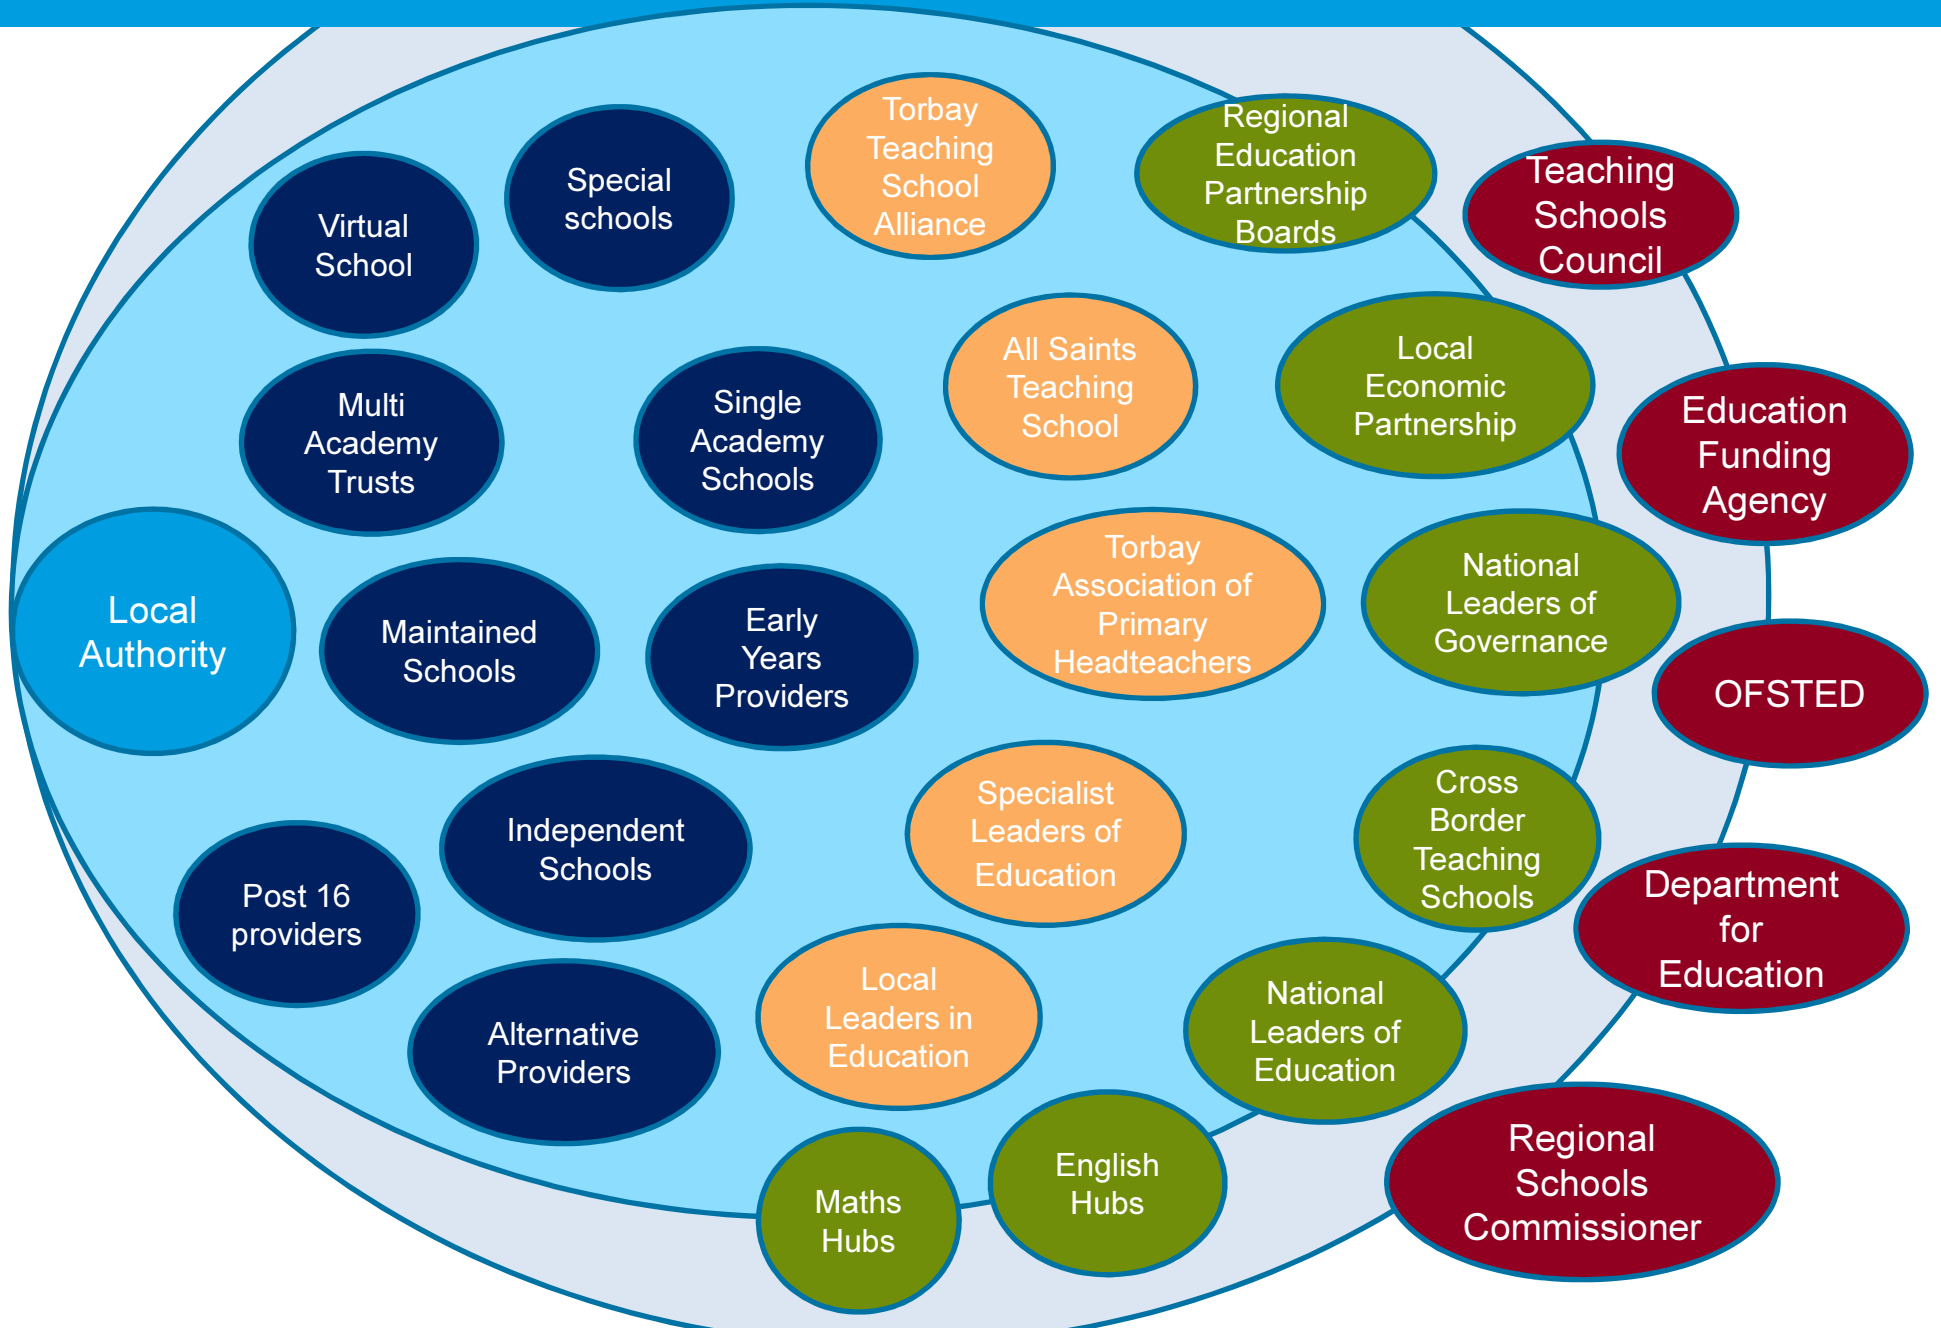 Torbay
Teaching
School
Alliance
Regional
Education
Partnership
Boards
Special
schools
Teaching
Schools
Council
Virtual
School
All Saints
Teaching
School
Local
Economic
Partnership
Multi
Academy
Trusts
Single
Academy
Schools
Education
Funding
Agency
Torbay
Association of
Primary
Headteachers
National
Leaders of
Governance
Local
Authority
Maintained
Schools
Early
Years
Providers
OFSTED
Specialist
Leaders of
Education
Cross
Border
Teaching
Schools
Independent
Schools
Post 16
providers
Department
for
Education
Local
Leaders in
Education
National
Leaders of
Education
Alternative
Providers
Regional
Schools
Commissioner
English
Hubs
Maths
Hubs